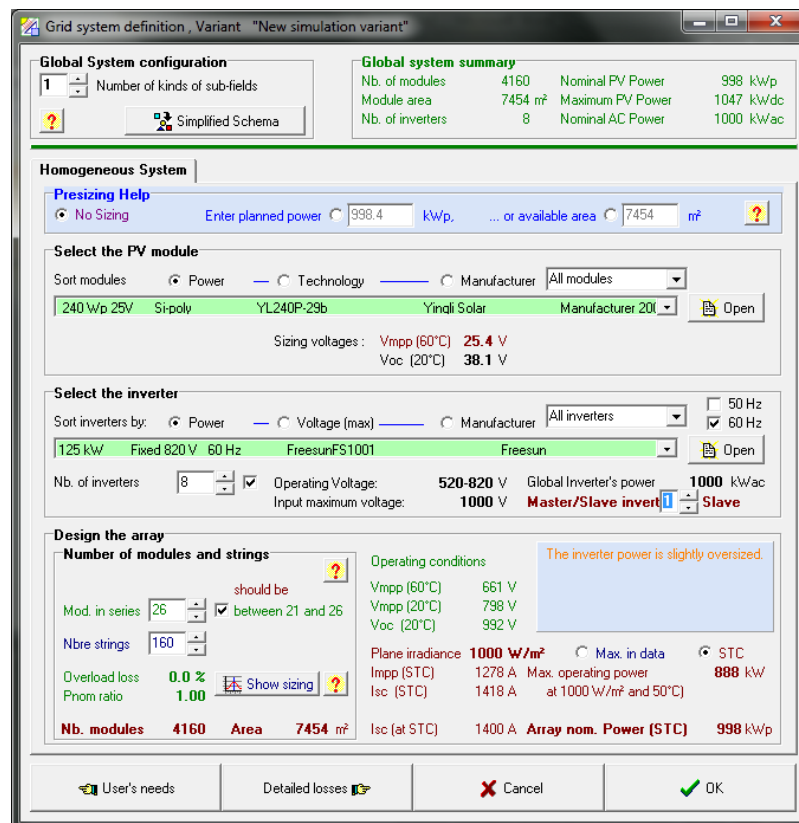 Grid system definition , Variant "New simulation variant"
Global System configuration
1 Number of kinds of sub-fields
? Simplified Schema
Global system summary
Nb. of modules 4160 Nominal PV Power 998 kWp
Module area 7454 m² Maximum PV Power 1047 kWdc
Nb. of inverters 8 Nominal AC Power 1000 kWac
Homogeneous System
Presizing Help
No Sizing Enter planned power 998.4 kWp, ... or available area 7454 m² ?
Select the PV module
Sort modules Power Technology Manufacturer All modules
240 Wp 25V Si-poly YL240P-29b Yingli Solar Manufacturer 20 Open
Sizing voltages : Vmpp (60°C) 25.4 V
Voc (20°C) 38.1 V
Select the inverter
50 Hz
Sort inverters by: Power Voltage (max) Manufacturer All inverters 60 Hz
125 kW Fixed 820 V 60 Hz FreesunFS1001 Freesun Open
Nb. of inverters 8 Operating Voltage: 520-820 V Global Inverter's power 1000 kWac
Input maximum voltage: 1000 V Master/Slave invert 1 Slave
Design the array
Number of modules and strings
?
should be
Mod. in series 26 between 21 and 26
Nbre strings 160
Overload loss 0.0 %
Pnom ratio 1.00 Show sizing ?
Nb. modules 4160 Area 7454 m²
Operating conditions
Vmpp (60°C) 661 V
Vmpp (20°C) 798 V
Voc (20°C) 992 V
The inverter power is slightly oversized.
Plane irradiance 1000 W/m² Max. in data STC
Impp (STC) 1278 A Max. operating power 888 kW
Isc (STC) 1418 A at 1000 W/m² and 50°C)
Isc (at STC) 1400 A Array nom. Power (STC) 998 kWp
User's needs Detailed losses Cancel OK